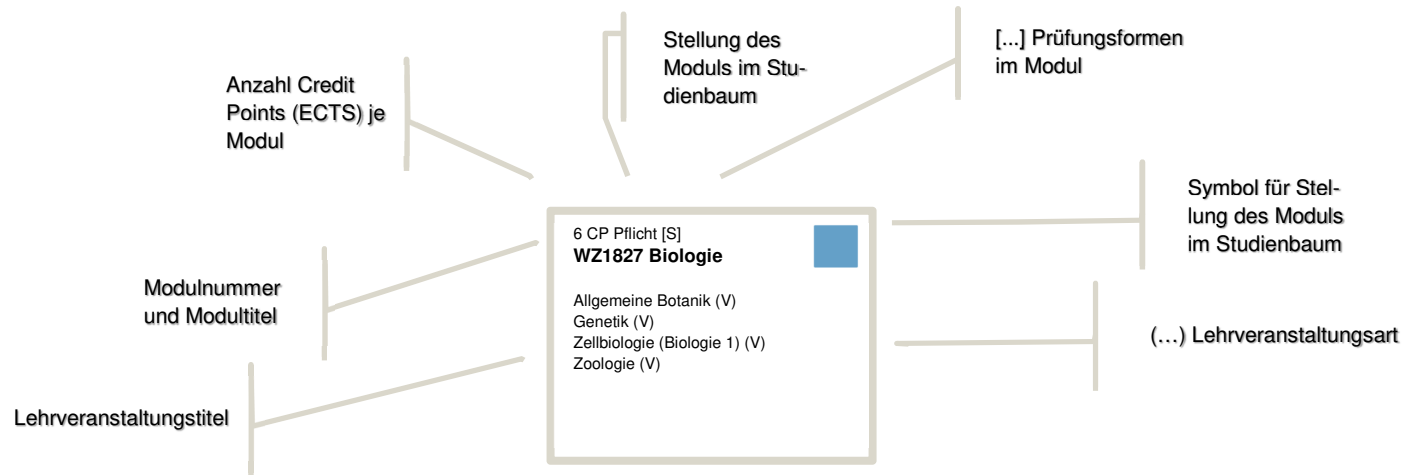 Stellung des
Moduls im Stu-
dienbaum
[...] Prüfungsformen
im Modul
Anzahl Credit
Points (ECTS) je
Modul
Symbol für Stel-
lung des Moduls
im Studienbaum
6 CP Pflicht [S]
WZ1827 Biologie
Allgemeine Botanik (V)
Genetik (V)
Zellbiologie (Biologie 1) (V)
Zoologie (V)
Modulnummer
und Modultitel
(...) Lehrveranstaltungsart
Lehrveranstaltungstitel